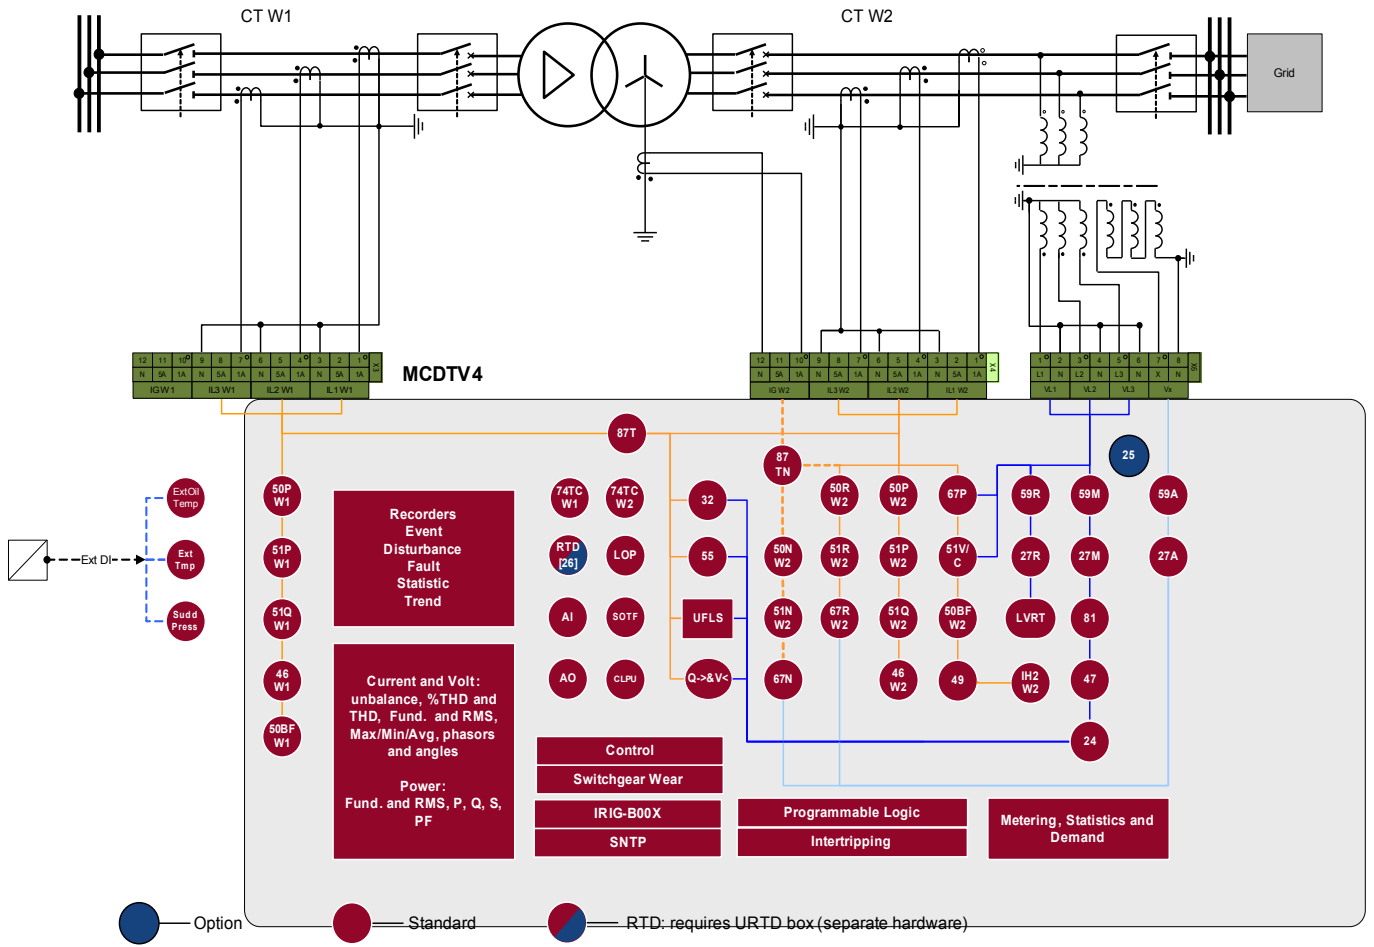 CT W1
CT W2
Grid
12 11 10 9 8 7 6 5 4 3 2 1
N 5A 1A N 5A 1A N 5A 1A N 5A 1A
X3
IGW1 IL3 W1 IL2 W1 IL1 W1
MCDTV4
12 11 10 9 8 7 6 5 4 3 2 1
N 5A 1A N 5A 1A N 5A 1A N 5A 1A
X4
IG W2 IL3 W2 IL2 W2 IL1 W2
1 2 3 4 5 6 7 8
L1 N L2 N L3 N X N
X6
VL1 VL2 VL3 Vx
87T
87
TN
25
ExtOil
Temp
Ext DI
Ext
Tmp
Sudd
Press
50P
W1
51P
W1
51Q
W1
46
W1
50BF
W1
Recorders
Event
Disturbance
Fault
Statistic
Trend
Current and Volt:
unbalance, %THD and
THD, Fund. and RMS,
Max/Min/Avg, phasors
and angles
Power:
Fund. and RMS, P, Q, S,
PF
74TC
W1
74TC
W2
RTD
[26]
LOP
AI
SOTF
AO
CLPU
32
55
UFLS
Q->&V<
50N
W2
51N
W2
67N
50R
W2
51R
W2
67R
W2
50P
W2
51P
W2
51Q
W2
46
W2
67P
51V/
C
50BF
W2
49
59R
27R
LVRT
IH2
W2
59M
27M
81
47
24
59A
27A
Control
Switchgear Wear
IRIG-B00X
SNTP
Programmable Logic
Intertripping
Metering, Statistics and
Demand
Option
Standard
RTD: requires URTD box (separate hardware)